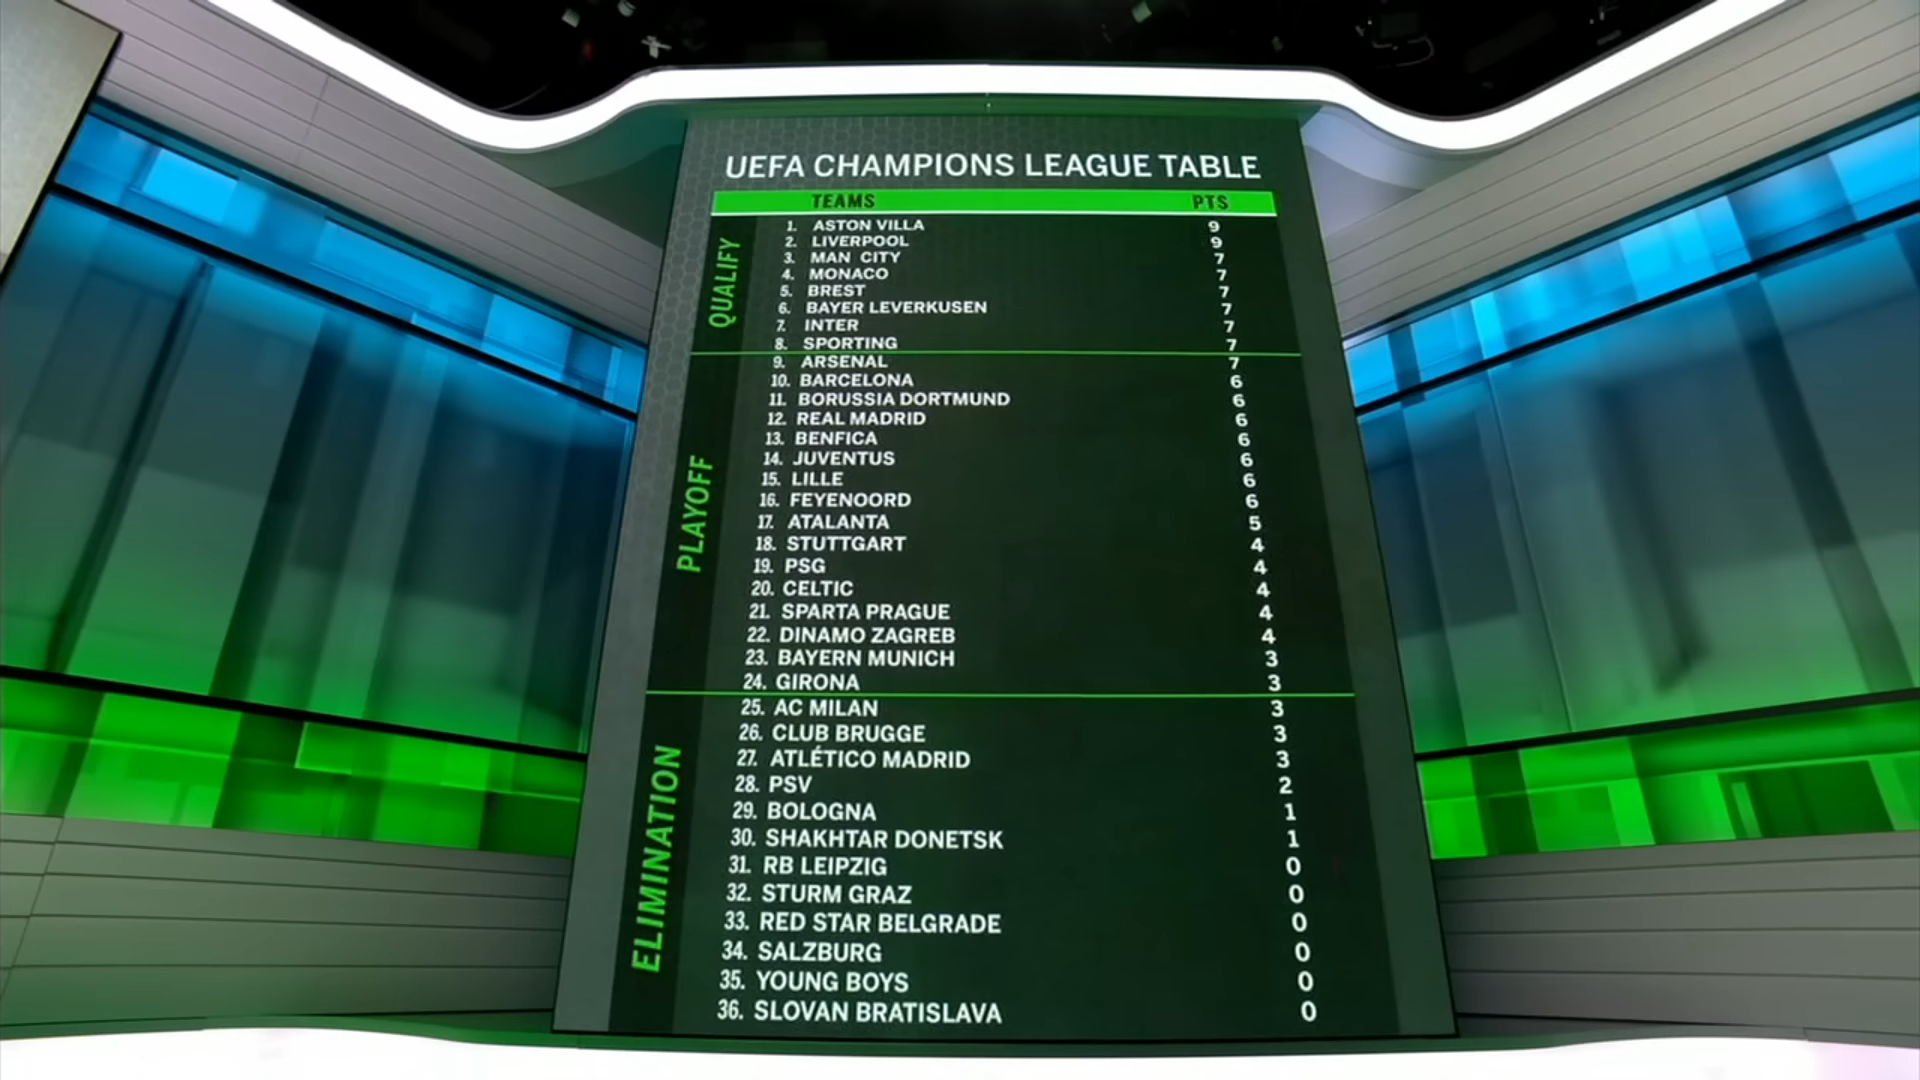 UEFA CHAMPIONS LEAGUE TABLE
TEAMS PTS
QUALIFY
1. ASTON VILLA 9
2. LIVERPOOL 9
3. MAN CITY 7
4. MONACO 7
5. BREST 7
6. BAYER LEVERKUSEN 7
7. INTER 7
8. SPORTING 7
PLAYOFF
9. ARSENAL 7
10. BARCELONA 6
11. BORUSSIA DORTMUND 6
12. REAL MADRID 6
13. BENFICA 6
14. JUVENTUS 6
15. LILLE 6
16. FEYENOORD 6
17. ATALANTA 5
18. STUTTGART 4
19. PSG 4
20. CELTIC 4
21. SPARTA PRAGUE 4
22. DINAMO ZAGREB 4
23. BAYERN MUNICH 3
24. GIRONA 3
ELIMINATION
25. AC MILAN 3
26. CLUB BRUGGE 3
27. ATLÉTICO MADRID 3
28. PSV 2
29. BOLOGNA 1
30. SHAKHTAR DONETSK 1
31. RB LEIPZIG 0
32. STURM GRAZ 0
33. RED STAR BELGRADE 0
34. SALZBURG 0
35. YOUNG BOYS 0
36. SLOVAN BRATISLAVA 0